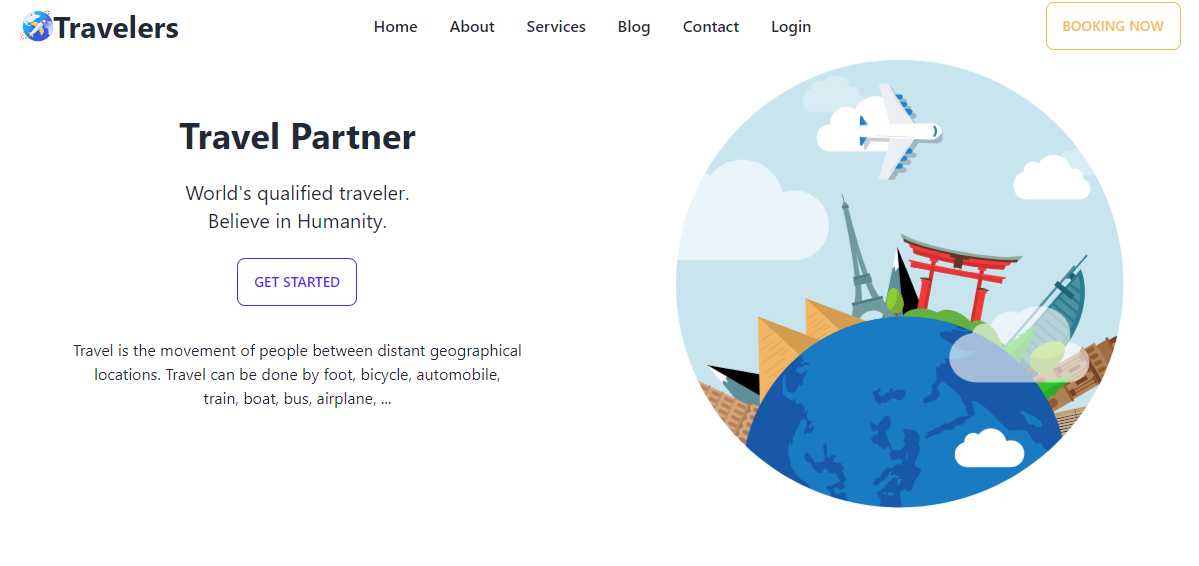 Travelers
Home About Services Blog Contact Login
BOOKING NOW
Travel Partner
World's qualified traveler.
Believe in Humanity.
GET STARTED
Travel is the movement of people between distant geographical
locations. Travel can be done by foot, bicycle, automobile,
train, boat, bus, airplane, ...